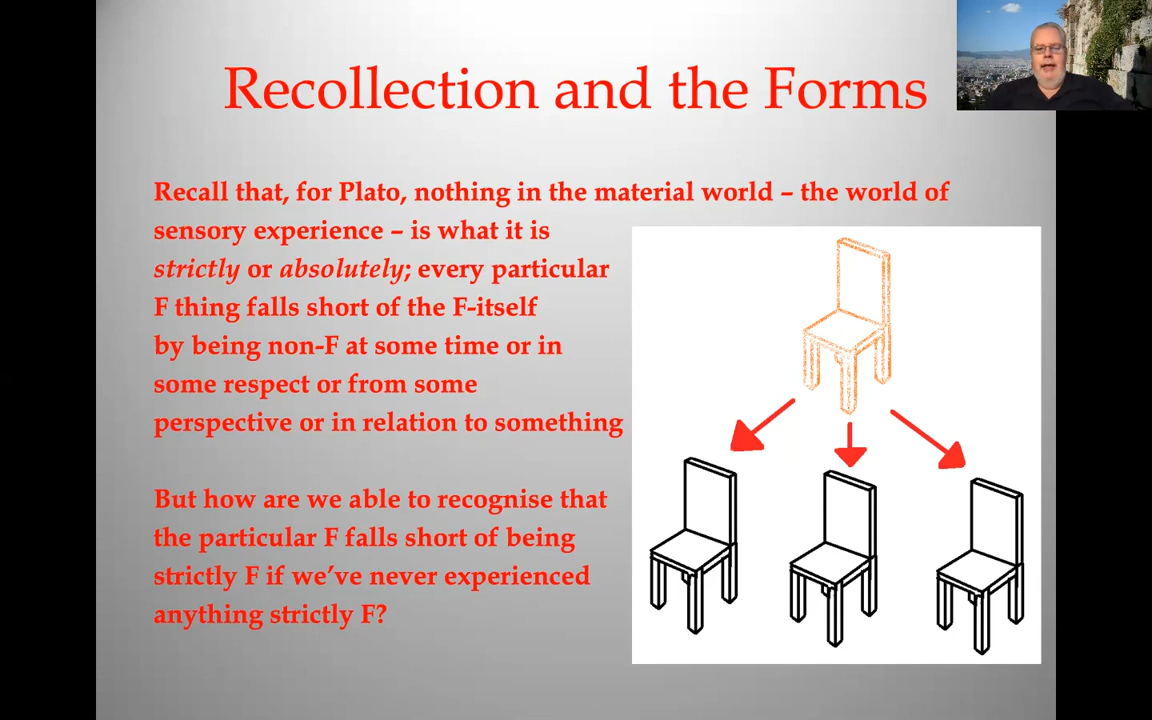 Recollection and the Forms
Recall that, for Plato, nothing in the material world – the world of
sensory experience – is what it is
strictly or absolutely; every particular
F thing falls short of the F-itself
by being non-F at some time or in
some respect or from some
perspective or in relation to something
But how are we able to recognise that
the particular F falls short of being
strictly F if we’ve never experienced
anything strictly F?